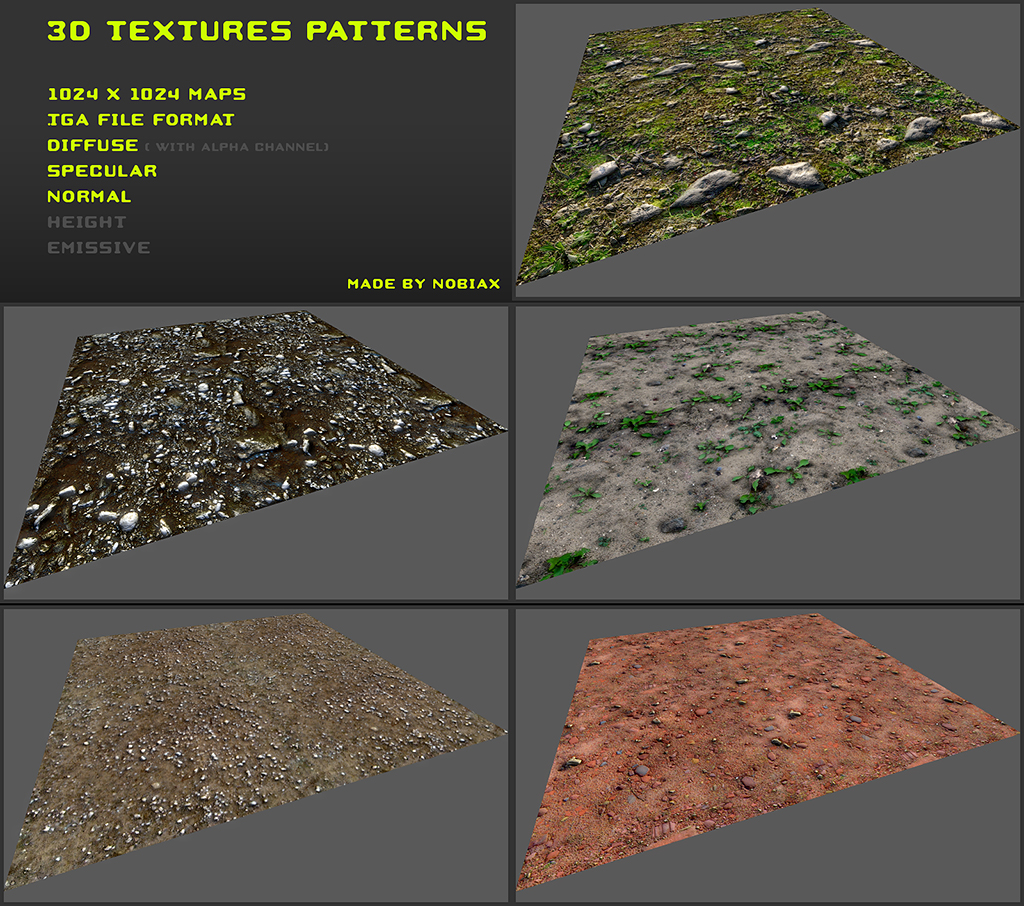 3D TEXTURES PATTERNS
1024 X 1024 MAPS
TGA FILE FORMAT
DIFFUSE ( WITH ALPHA CHANNEL)
SPECULAR
NORMAL
HEIGHT
EMISSIVE
MADE BY NOBIAX